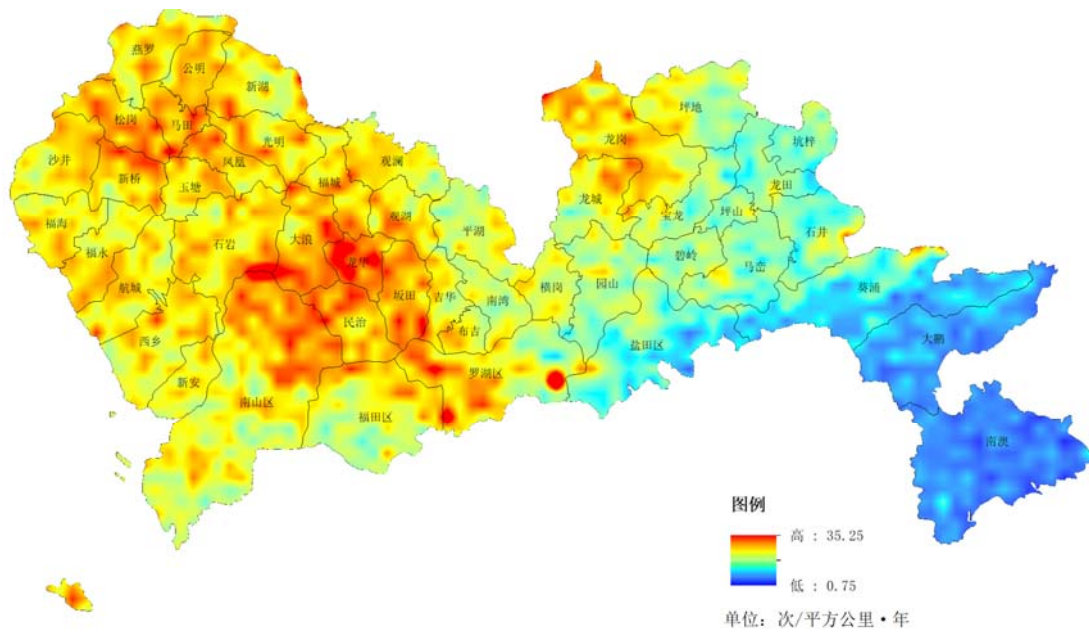 燕罗
公明
新湖
松岗
马田
光明
沙井
新桥
凤凰
玉塘
福城
观澜
福海
福永
石岩
大浪
观湖
平湖
航城
龙华
坂田
吉华
南湾
西乡
民治
布吉
新安
南山区
福田区
罗湖区
坪地
龙岗
坑梓
龙城
宝龙
龙田
坪山
石井
碧岭
马峦
横岗
园山
盐田区
葵涌
大鹏
南澳
图例
高 : 35.25
低 : 0.75
单位: 次/平方公里·年